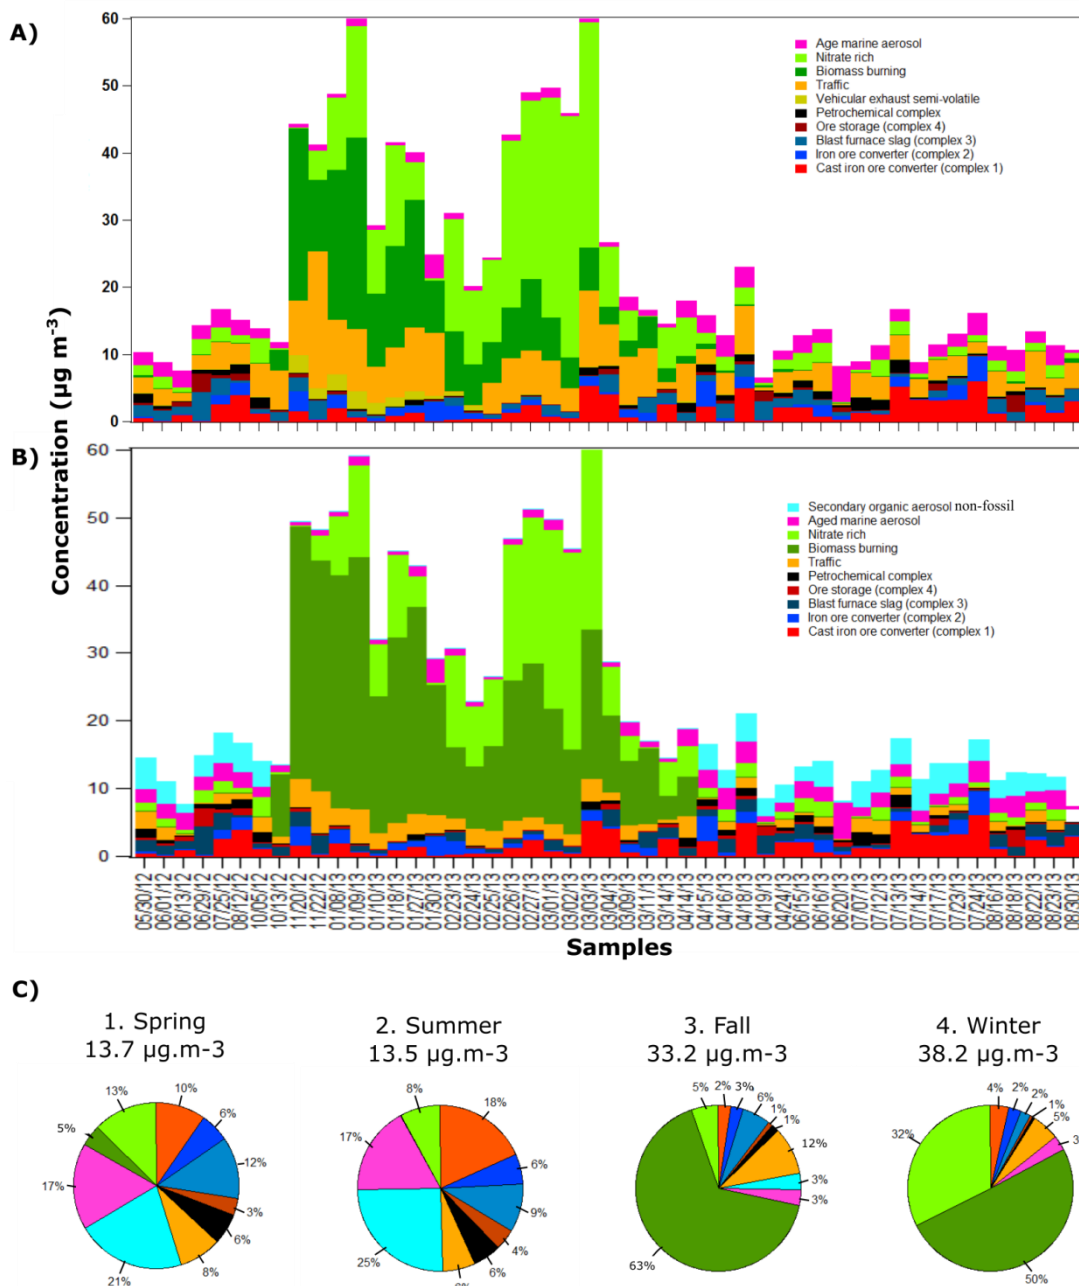 A)
60
50
40
30
20
10
0
Age marine aerosol
Nitrate rich
Biomass burning
Traffic
Vehicular exhaust semi-volatile
Petrochemical complex
Ore storage (complex 4)
Blast furnace slag (complex 3)
Iron ore converter (complex 2)
Cast iron ore converter (complex 1)
Concentration (µg m-3)
B)
60
50
40
30
20
10
0
Secondary organic aerosol non-fossil
Aged marine aerosol
Nitrate rich
Biomass burning
Traffic
Petrochemical complex
Ore storage (complex 4)
Blast furnace slag (complex 3)
Iron ore converter (complex 2)
Cast iron ore converter (complex 1)
05/30/12
06/01/12
06/13/12
06/29/12
07/25/12
08/12/12
10/05/12
10/13/12
11/20/12
11/22/12
01/08/13
01/09/13
01/10/13
01/18/13
01/27/13
01/30/13
02/23/13
02/24/13
02/25/13
02/26/13
02/27/13
03/01/13
03/02/13
03/03/13
03/04/13
03/09/13
03/11/13
03/14/13
04/14/13
04/15/13
04/16/13
04/18/13
04/19/13
04/24/13
06/15/13
06/16/13
06/20/13
07/07/13
07/12/13
07/13/13
07/14/13
07/17/13
07/23/13
07/24/13
08/16/13
08/18/13
08/22/13
08/23/13
08/30/13
Samples
C)
1. Spring
13.7 µg.m-3
13%
10%
6%
12%
3%
6%
8%
21%
17%
5%
2. Summer
13.5 µg.m-3
8%
18%
6%
9%
4%
6%
25%
17%
3. Fall
33.2 µg.m-3
5%
2%
3%
6%
1%
1%
12%
3%
3%
63%
4. Winter
38.2 µg.m-3
4%
2%
2%
1%
5%
50%
32%